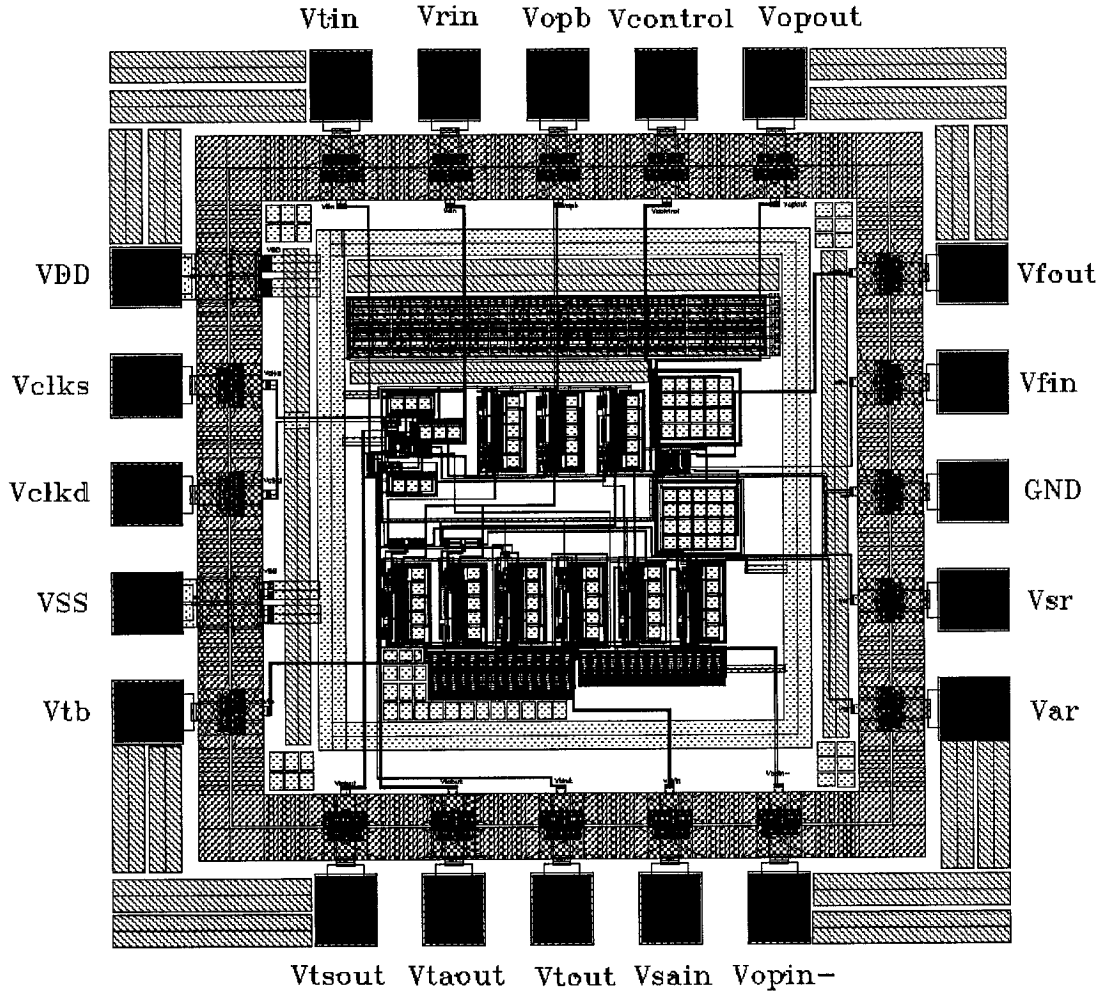 Vtin Vrin Vopb Vcontrol Vopout
VDD Vfout
Vclks Vfin
Vclkd GND
VSS Vsr
Vtb Var
Vtsout Vtaout Vtout Vsain Vopin-